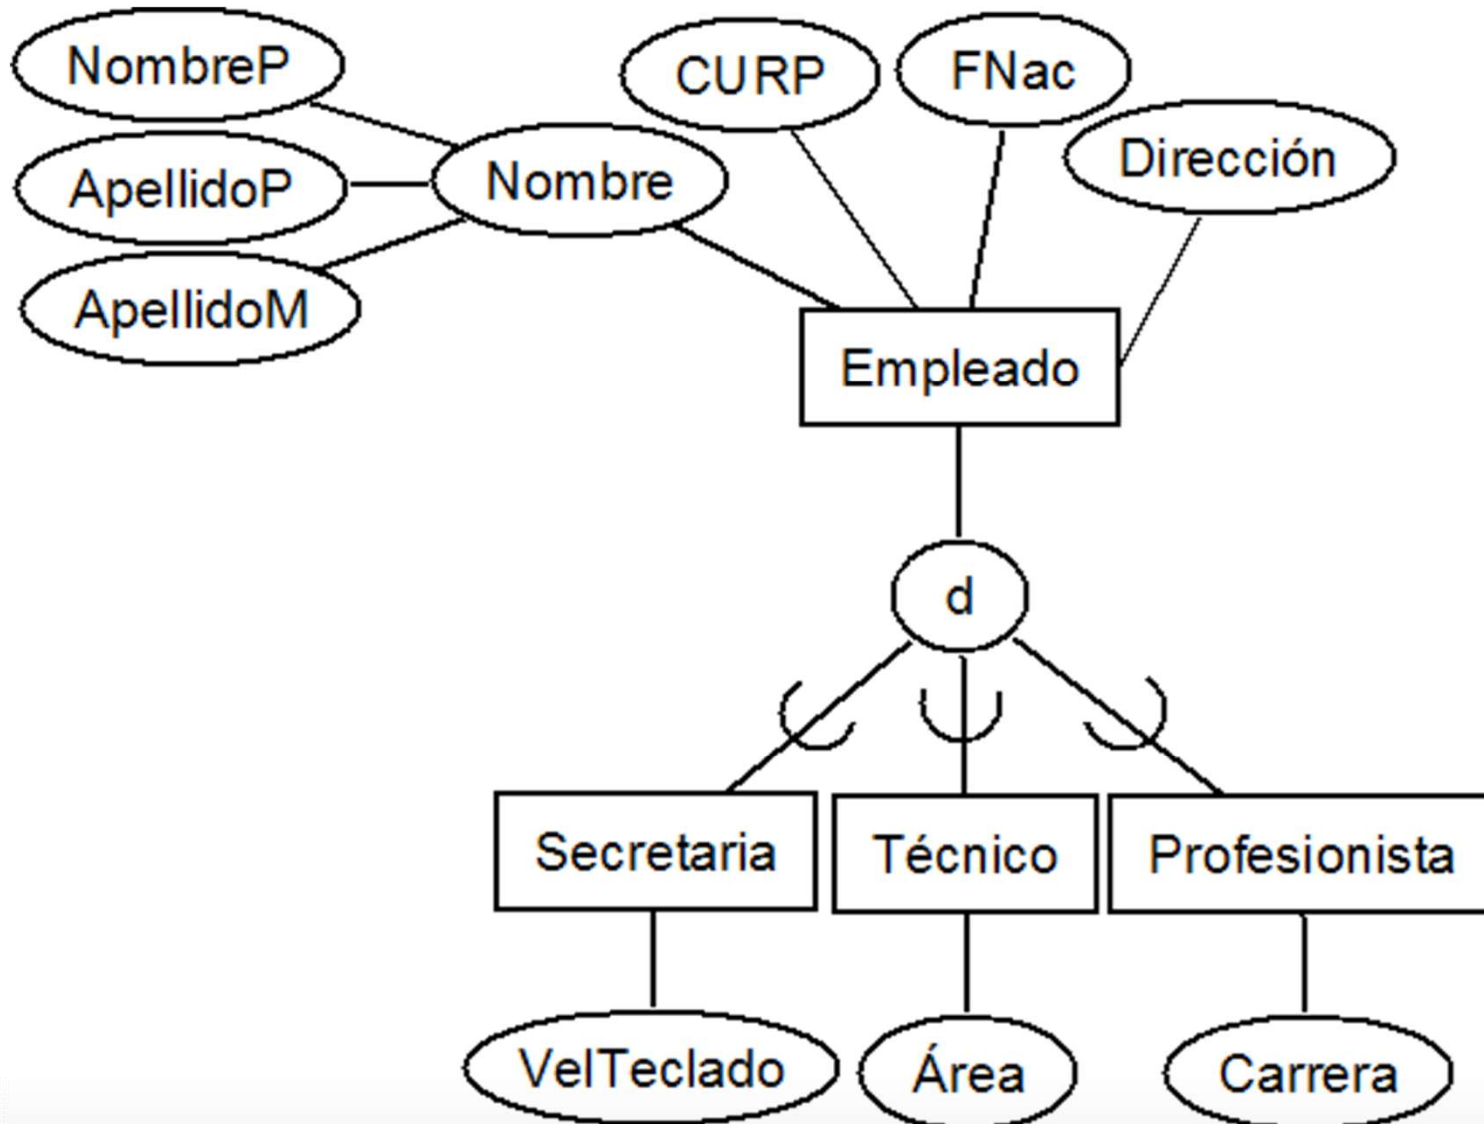 NombreP
CURP
FNac
Dirección
ApellidoP
Nombre
ApellidoM
Empleado
d
Secretaria
Técnico
Profesionista
VelTeclado
Área
Carrera